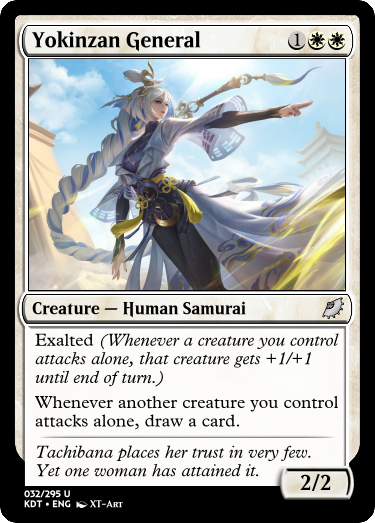 Yokinzan General 1
Creature — Human Samurai
Exalted (Whenever a creature you control
attacks alone, that creature gets +1/+1
until end of turn.)
Whenever another creature you control
attacks alone, draw a card.
Tachibana places her trust in very few.
Yet one woman has attained it.
2/2
032/295 U
KDT • ENG XT-Art